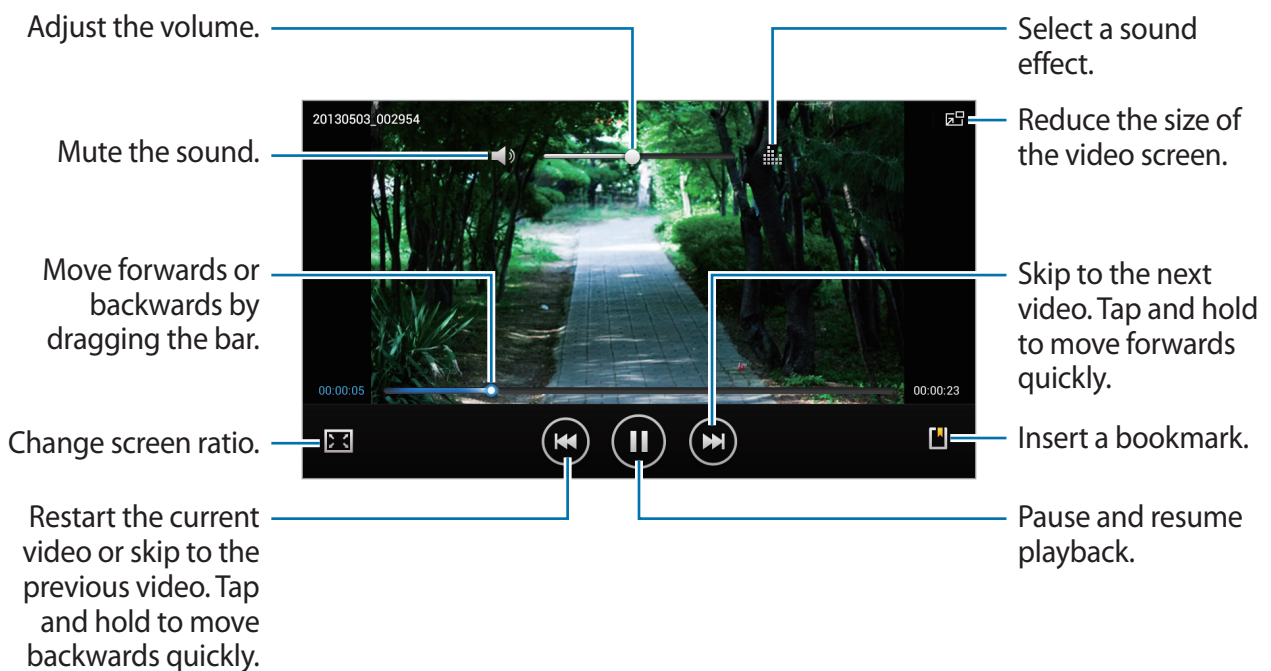 Adjust the volume.
Select a sound
effect.
20130503_002954
Reduce the size of
the video screen.
Mute the sound.
Move forwards or
backwards by
dragging the bar.
Skip to the next
video. Tap and hold
to move forwards
quickly.
00:00:05
00:00:23
Change screen ratio.
Insert a bookmark.
Restart the current
video or skip to the
previous video. Tap
and hold to move
backwards quickly.
Pause and resume
playback.